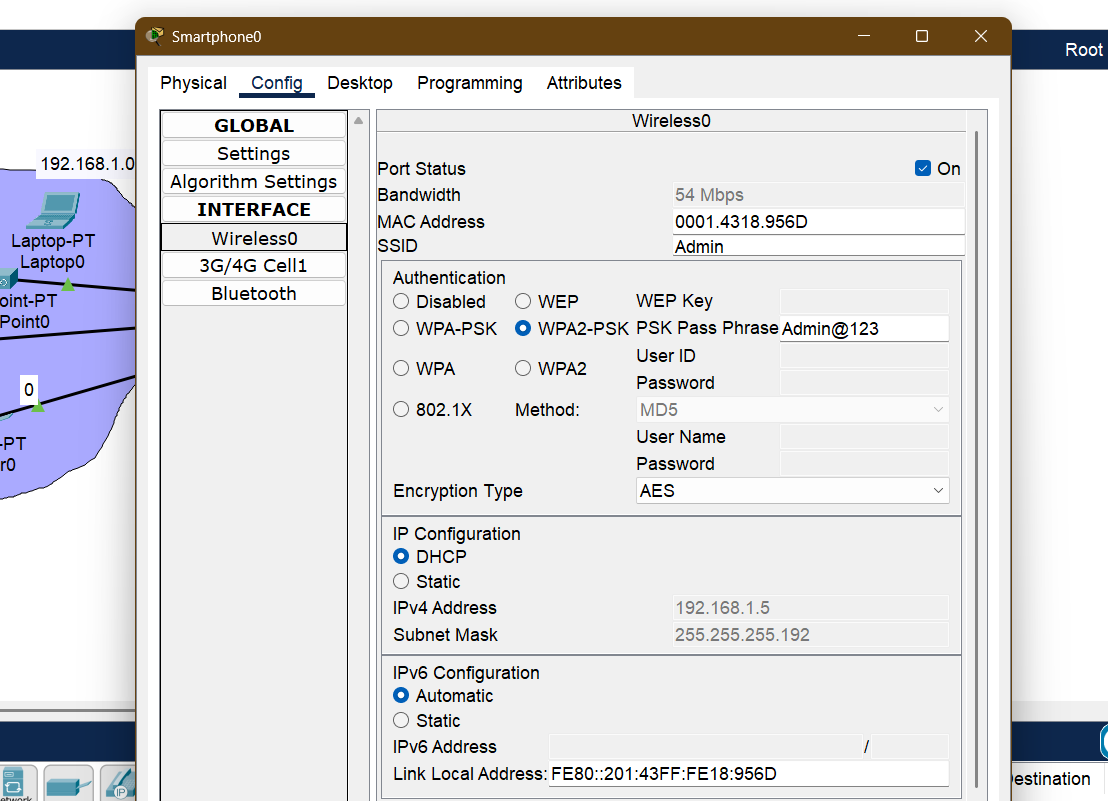 Smartphone0
Root
Physical Config Desktop Programming Attributes
GLOBAL
Settings
Algorithm Settings
INTERFACE
Wireless0
3G/4G Cell1
Bluetooth
192.168.1.0
Laptop-PT
Laptop0
oint-PT
Point0
0
-PT
r0
Wireless0
Port Status On
Bandwidth 54 Mbps
MAC Address 0001.4318.956D
SSID Admin
Authentication
Disabled WEP WEP Key
WPA-PSK WPA2-PSK PSK Pass Phrase Admin@123
User ID
WPA WPA2
Password
802.1X Method: MD5
User Name
Password
Encryption Type AES
IP Configuration
DHCP
Static
IPv4 Address 192.168.1.5
Subnet Mask 255.255.255.192
IPv6 Configuration
Automatic
Static
IPv6 Address /
Link Local Address: FE80::201:43FF:FE18:956D
estination
IP